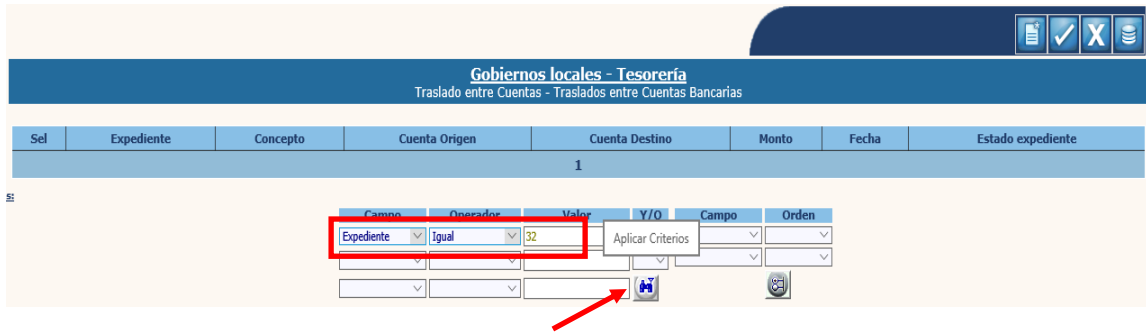 Gobiernos locales - Tesorería
Traslado entre Cuentas - Traslados entre Cuentas Bancarias
Sel Expediente Concepto Cuenta Origen Cuenta Destino Monto Fecha Estado expediente
1
s:
Campo Operador Valor Y/O Campo Orden
Expediente Igual 32 Aplicar Criterios